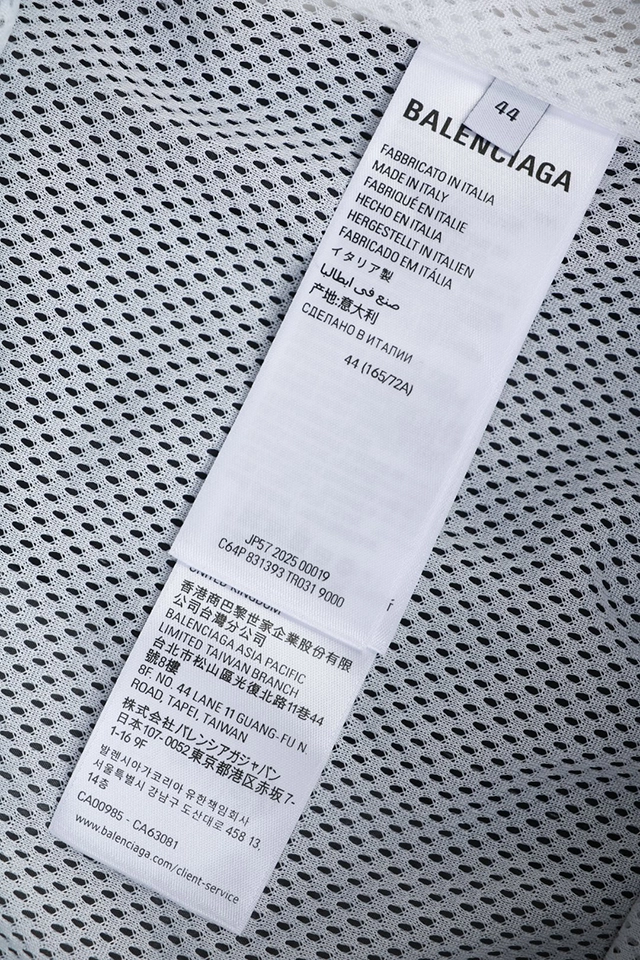 44
BALENCIAGA
FABBRICATO IN ITALIA
MADE IN ITALY
FABRIQUÉ EN ITALIE
HECHO EN ITALIA
HERGESTELLT IN ITALIEN
FABRICADO EM ITÁLIA
イタリア製
صنع في ايطاليا
产地:意大利
СДЕЛАНО В ИТАЛИИ
44 (165/72A)
JP57 2025 00019
C64P 831393 TR031 9000
UNITED KINGDOM
香港商巴黎世家企業股份有限
公司台灣分公司
BALENCIAGA ASIA PACIFIC
LIMITED TAIWAN BRANCH
台北市松山區光復北路11巷44
號8樓
8F. NO. 44 LANE 11 GUANG-FU N.
ROAD, TAPEI, TAIWAN
株式会社バレンシアガジャパン
日本107-0052東京都港区赤坂7-
1-16 9F
발렌시아가코리아 유한책임회사
서울특별시 강남구 도산대로 458 13,
14층
CA00985 - CA63081
www.balenciaga.com/client-service